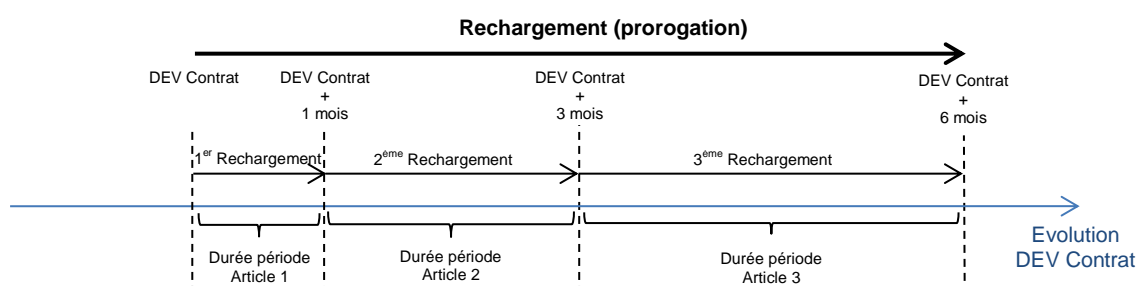 Rechargement (prorogation)
DEV Contrat
DEV Contrat
+
1 mois
DEV Contrat
+
3 mois
DEV Contrat
+
6 mois
1er Rechargement
2ème Rechargement
3ème Rechargement
Durée période
Article 1
Durée période
Article 2
Durée période
Article 3
Evolution
DEV Contrat